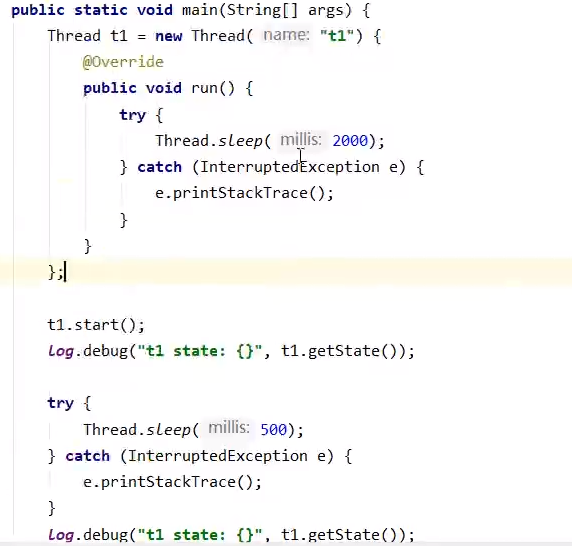 public static void main(String[] args) {
Thread t1 = new Thread( name: "t1") {
@Override
public void run() {
try {
Thread.sleep( millis: 2000);
} catch (InterruptedException e) {
e.printStackTrace();
}
}
};
t1.start();
log.debug("t1 state: {}", t1.getState());
try {
Thread.sleep( millis: 500);
} catch (InterruptedException e) {
e.printStackTrace();
}
log.debug("t1 state: {}", t1.getState());